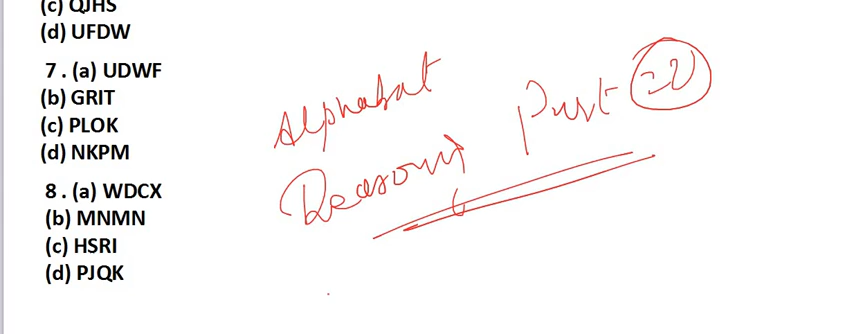 (c) QJHS
(d) UFDW
7. (a) UDWF
(b) GRIT
(c) PLOK
(d) NKPM
8. (a) WDCX
(b) MNMN
(c) HSRI
(d) PJQK
Alphabet
Reasoning Part-